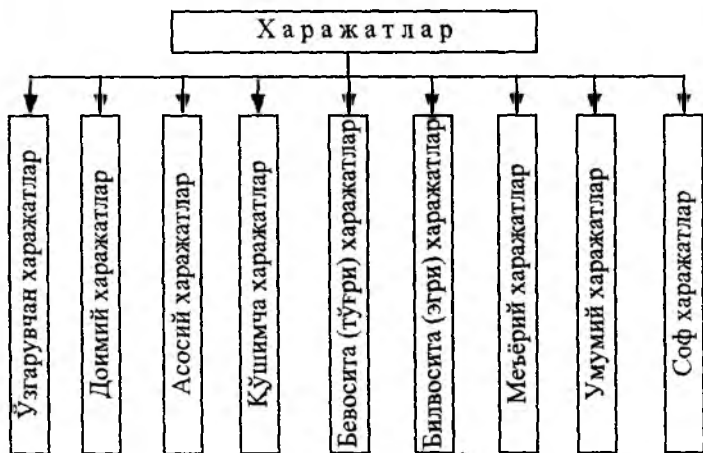 Харажатлар
Ўзгарувчан харажатлар
Доимий харажатлар
Асосий харажатлар
Қўшимча харажатлар
Бевосита (тўғри) харажатлар
Билвосита (эгри) харажатлар
Меъёрий харажатлар
Умумий харажатлар
Соф харажатлар